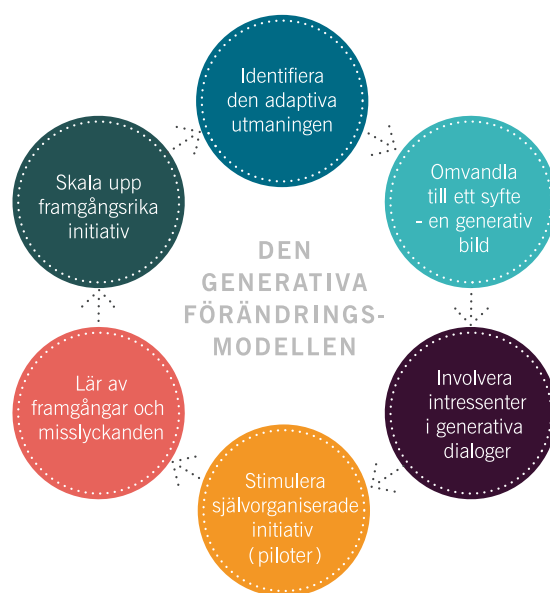 Identifiera
den adaptiva
utmaningen
Omvandla
till ett syfte
- en generativ
bild
Involvera
intressenter
i generativa
dialoger
Stimulera
självorganiserade
initiativ
(piloter)
Lär av
framgångar och
misslyckanden
Skala upp
framgångsrika
initiativ
DEN
GENERATIVA
FÖRÄNDRINGS-
MODELLEN